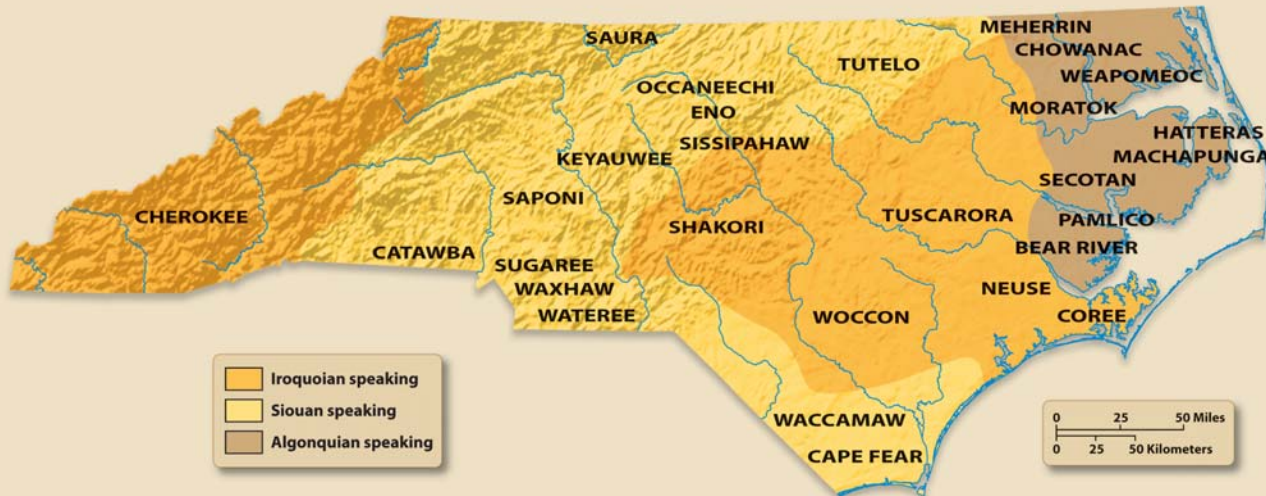 MEHERRIN
SAURA
CHOWANAC
TUTELO
WEAPOMEOC
OCCANEECHI
MORATOK
ENO
HATTERAS
SISSIPAHAW
KEYAUWEE
MACHAPUNGA
SECOTAN
SAPONI
CHEROKEE
TUSCARORA
PAMLICO
SHAKORI
BEAR RIVER
CATAWBA
SUGAREE
WAXHAW
NEUSE
WATEREE
WOCCON
COREE
Iroquoian speaking
Siouan speaking
Algonquian speaking
WACCAMAW
CAPE FEAR
0 25 50 Miles
0 25 50 Kilometers